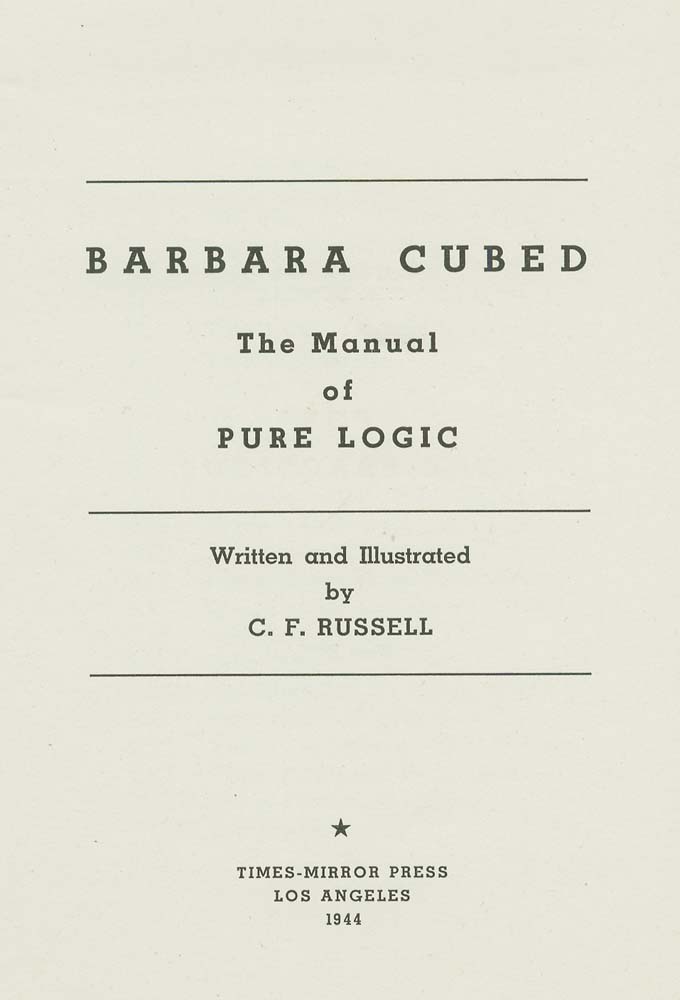 BARBARA CUBED
The Manual
of
PURE LOGIC
Written and Illustrated
by
C. F. RUSSELL
TIMES-MIRROR PRESS
LOS ANGELES
1944